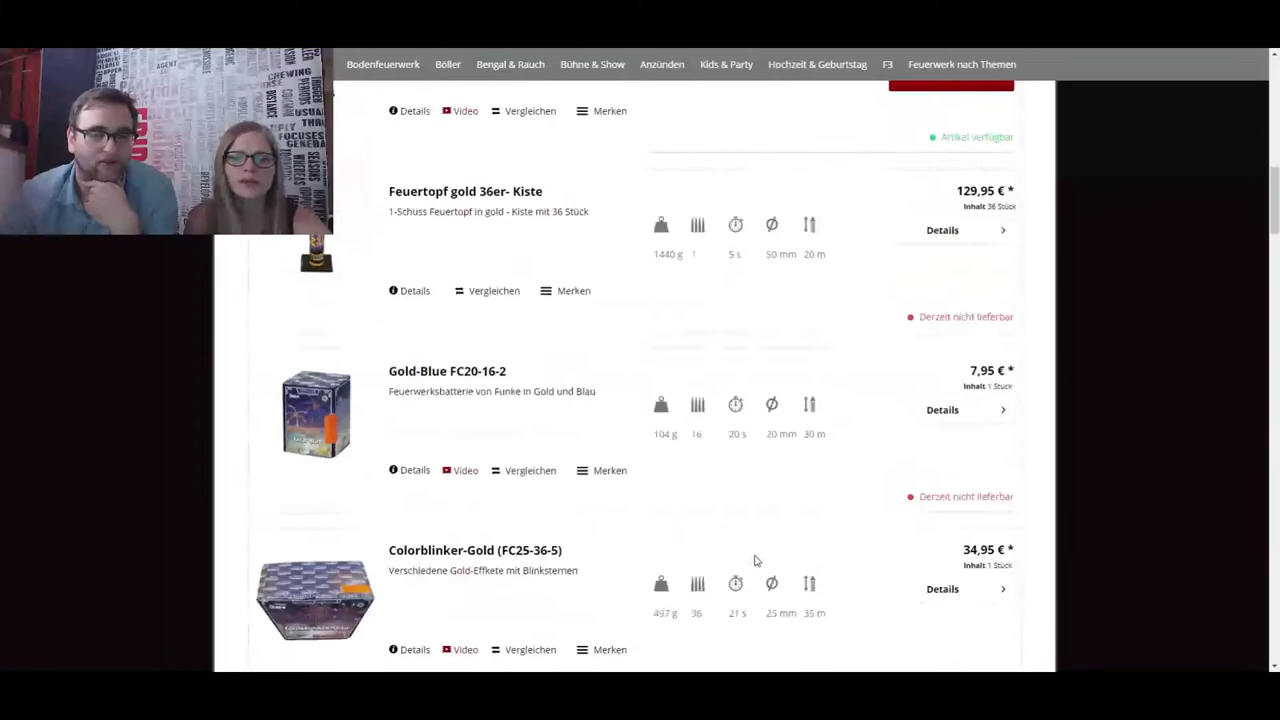 Bodenfeuerwerk Böller Bengal & Rauch Bühne & Show Anzünden Kids & Party Hochzeit & Geburtstag F3 Feuerwerk nach Themen
Details Video Vergleichen Merken
Artikel verfügbar
Feuertopf gold 36er- Kiste
1-Schuss Feuertopf in gold - Kiste mit 36 Stück
129,95 € *
Inhalt 36 Stück
Details
1440 g 1 5 s 50 mm 20 m
Details Vergleichen Merken
Derzeit nicht lieferbar
Gold-Blue FC20-16-2
Feuerwerksbatterie von Funke in Gold und Blau
7,95 € *
Inhalt 1 Stück
Details
104 g 16 20 s 20 mm 30 m
Details Video Vergleichen Merken
Derzeit nicht lieferbar
Colorblinker-Gold (FC25-36-5)
Verschiedene Gold-Effkete mit Blinksternen
34,95 € *
Inhalt 1 Stück
Details
497 g 36 21 s 25 mm 35 m
Details Video Vergleichen Merken
CHEWING
DISTANCE
FOCUSES